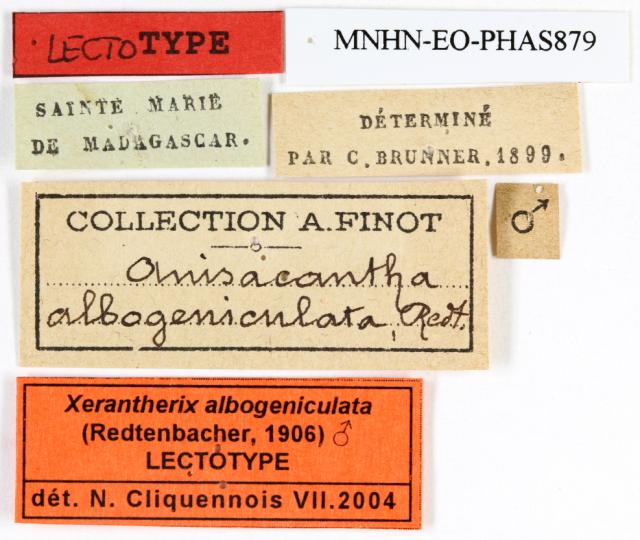 LECTOTYPE
MNHN-EO-PHAS879
SAINTE MARIE
DE MADAGASCAR.
DÉTERMINÉ
PAR C. BRUNNER, 1899.
COLLECTION A. FINOT
Anisacantha
albogeniculata, Redt.
♂
Xerantherix albogeniculata
(Redtenbacher, 1906) ♂
LECTOTYPE
dét. N. Cliquennois VII.2004